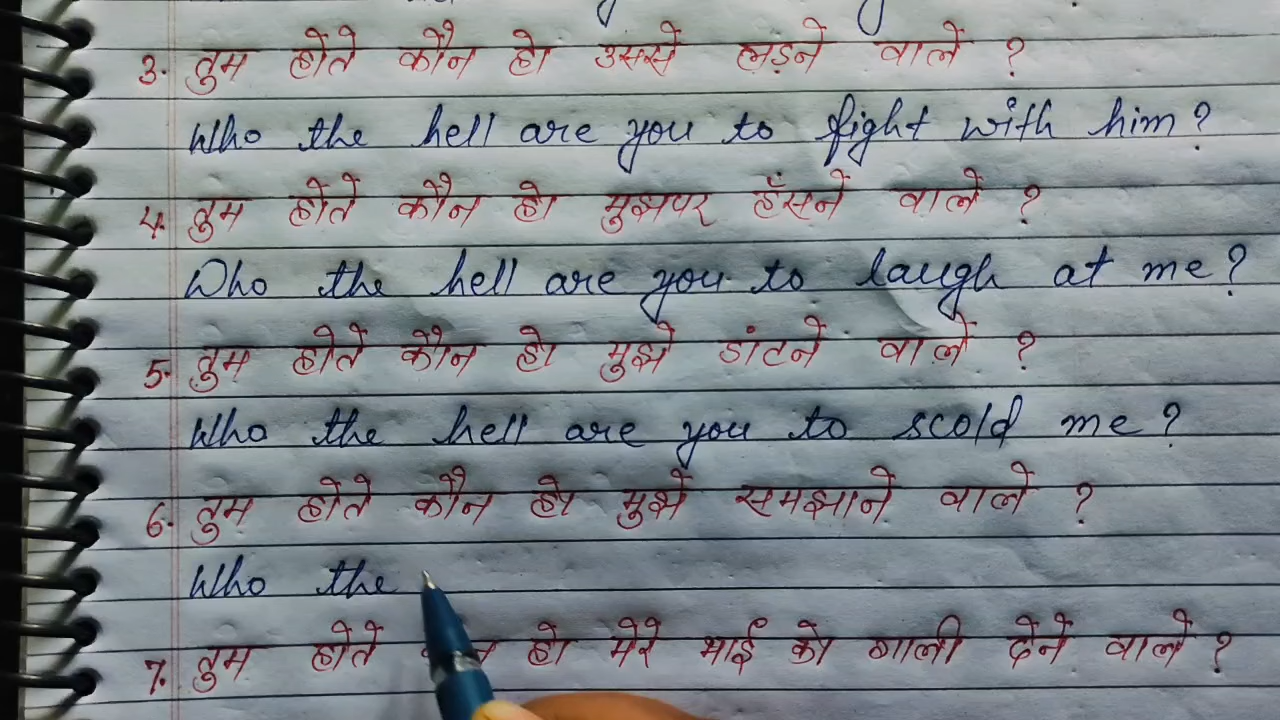 3. तुम होते कौन हो उससे लड़ने वाले ?
Who the hell are you to fight with him?
4. तुम होते कौन हो मुझपर हँसने वाले ?
Who the hell are you to laugh at me?
5. तुम होते कौन हो मुझे डांटने वाले ?
Who the hell are you to scold me?
6. तुम होते कौन हो मुझे समझाने वाले ?
Who the
7. तुम होते हो मेरे भाई को गाली देने वाले ?